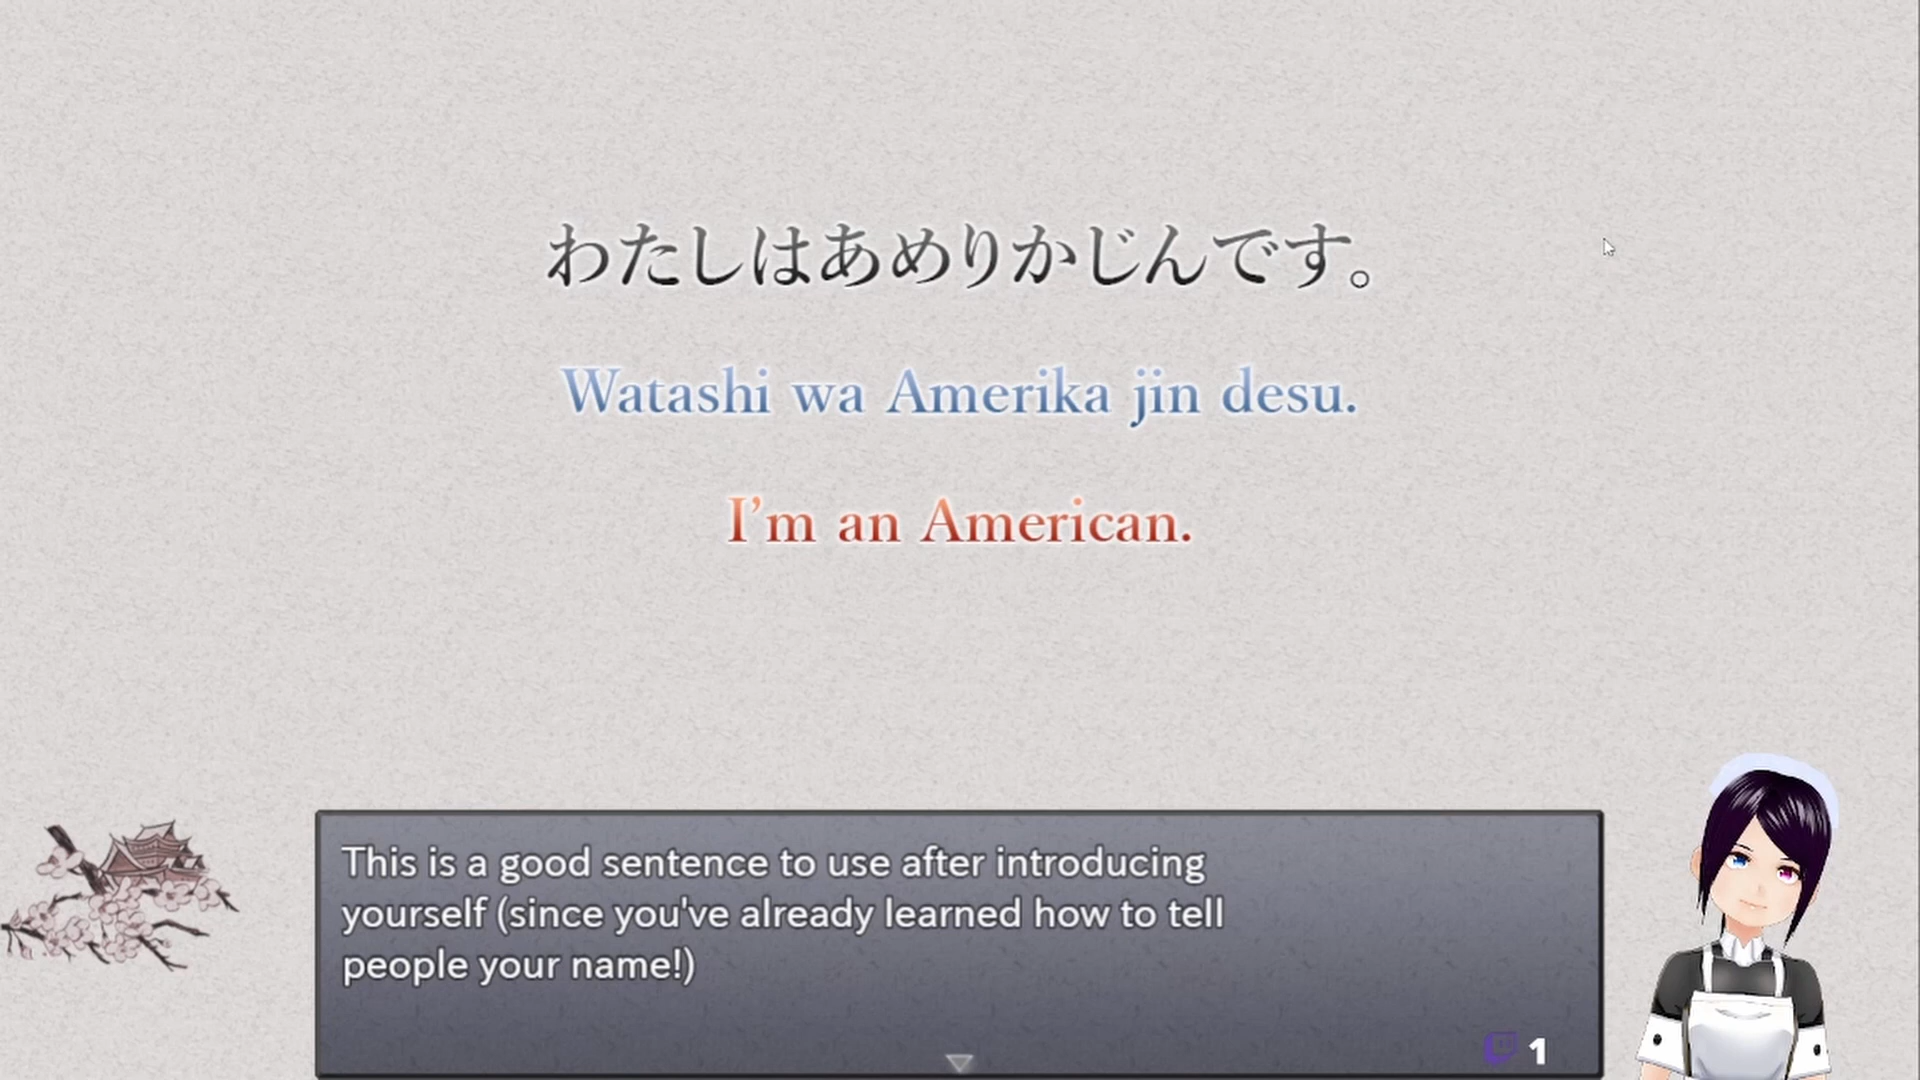 わたしはあめりかじんです。
Watashi wa Amerika jin desu.
I’m an American.
This is a good sentence to use after introducing
yourself (since you've already learned how to tell
people your name!)
1